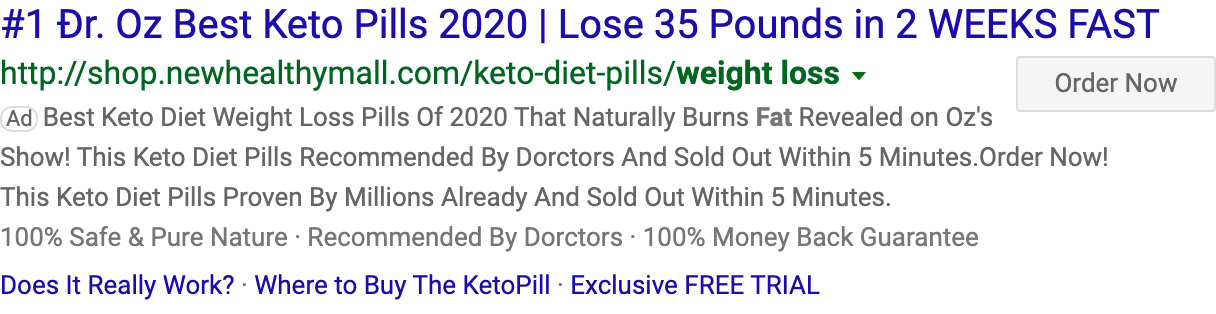 #1 Ðr. Oz Best Keto Pills 2020 | Lose 35 Pounds in 2 WEEKS FAST
http://shop.newhealthymall.com/keto-diet-pills/weight loss
Order Now
Ad Best Keto Diet Weight Loss Pills Of 2020 That Naturally Burns Fat Revealed on Oz's
Show! This Keto Diet Pills Recommended By Dorctors And Sold Out Within 5 Minutes.Order Now!
This Keto Diet Pills Proven By Millions Already And Sold Out Within 5 Minutes.
100% Safe & Pure Nature · Recommended By Dorctors · 100% Money Back Guarantee
Does It Really Work? · Where to Buy The KetoPill · Exclusive FREE TRIAL